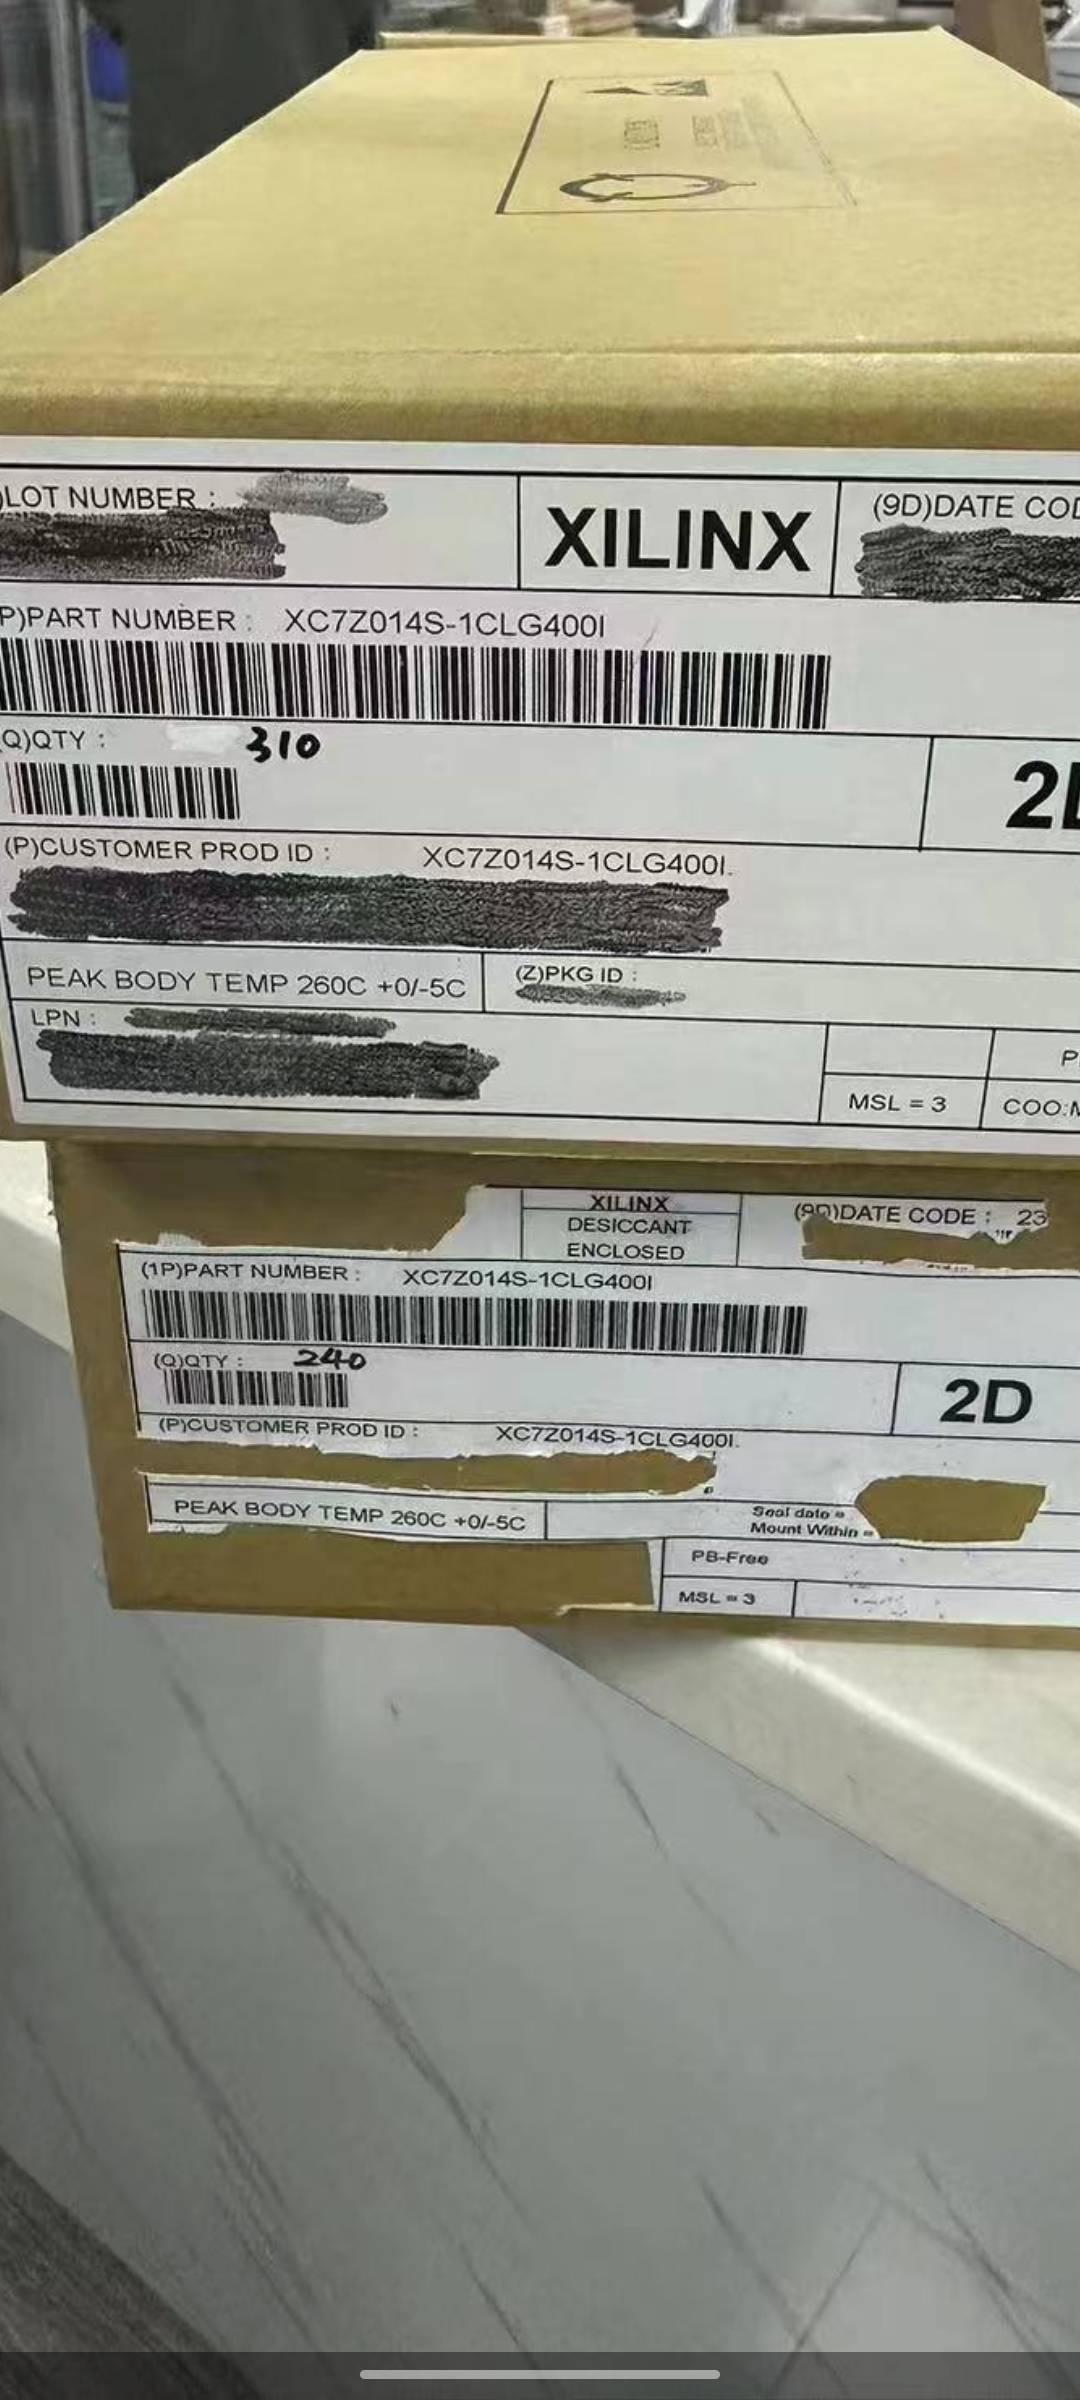 )LOT NUMBER :
XILINX
(9D)DATE COD
P)PART NUMBER : XC7Z014S-1CLG400I
Q)QTY : 310
2D
(P)CUSTOMER PROD ID : XC7Z014S-1CLG400I.
PEAK BODY TEMP 260C +0/-5C
(Z)PKG ID :
LPN :
P
MSL = 3
COO:M
XILINX
DESICCANT
ENCLOSED
(9D)DATE CODE : 23
(1P)PART NUMBER : XC7Z014S-1CLG400I
(Q)QTY : 240
2D
(P)CUSTOMER PROD ID : XC7Z014S-1CLG400I.
PEAK BODY TEMP 260C +0/-5C
Seal date =
Mount Within =
PB-Free
MSL = 3